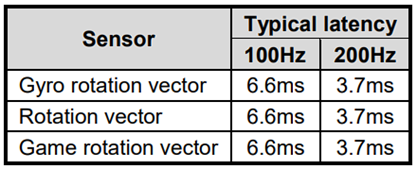 Sensor Typical latency
100Hz 200Hz
Gyro rotation vector 6.6ms 3.7ms
Rotation vector 6.6ms 3.7ms
Game rotation vector 6.6ms 3.7ms